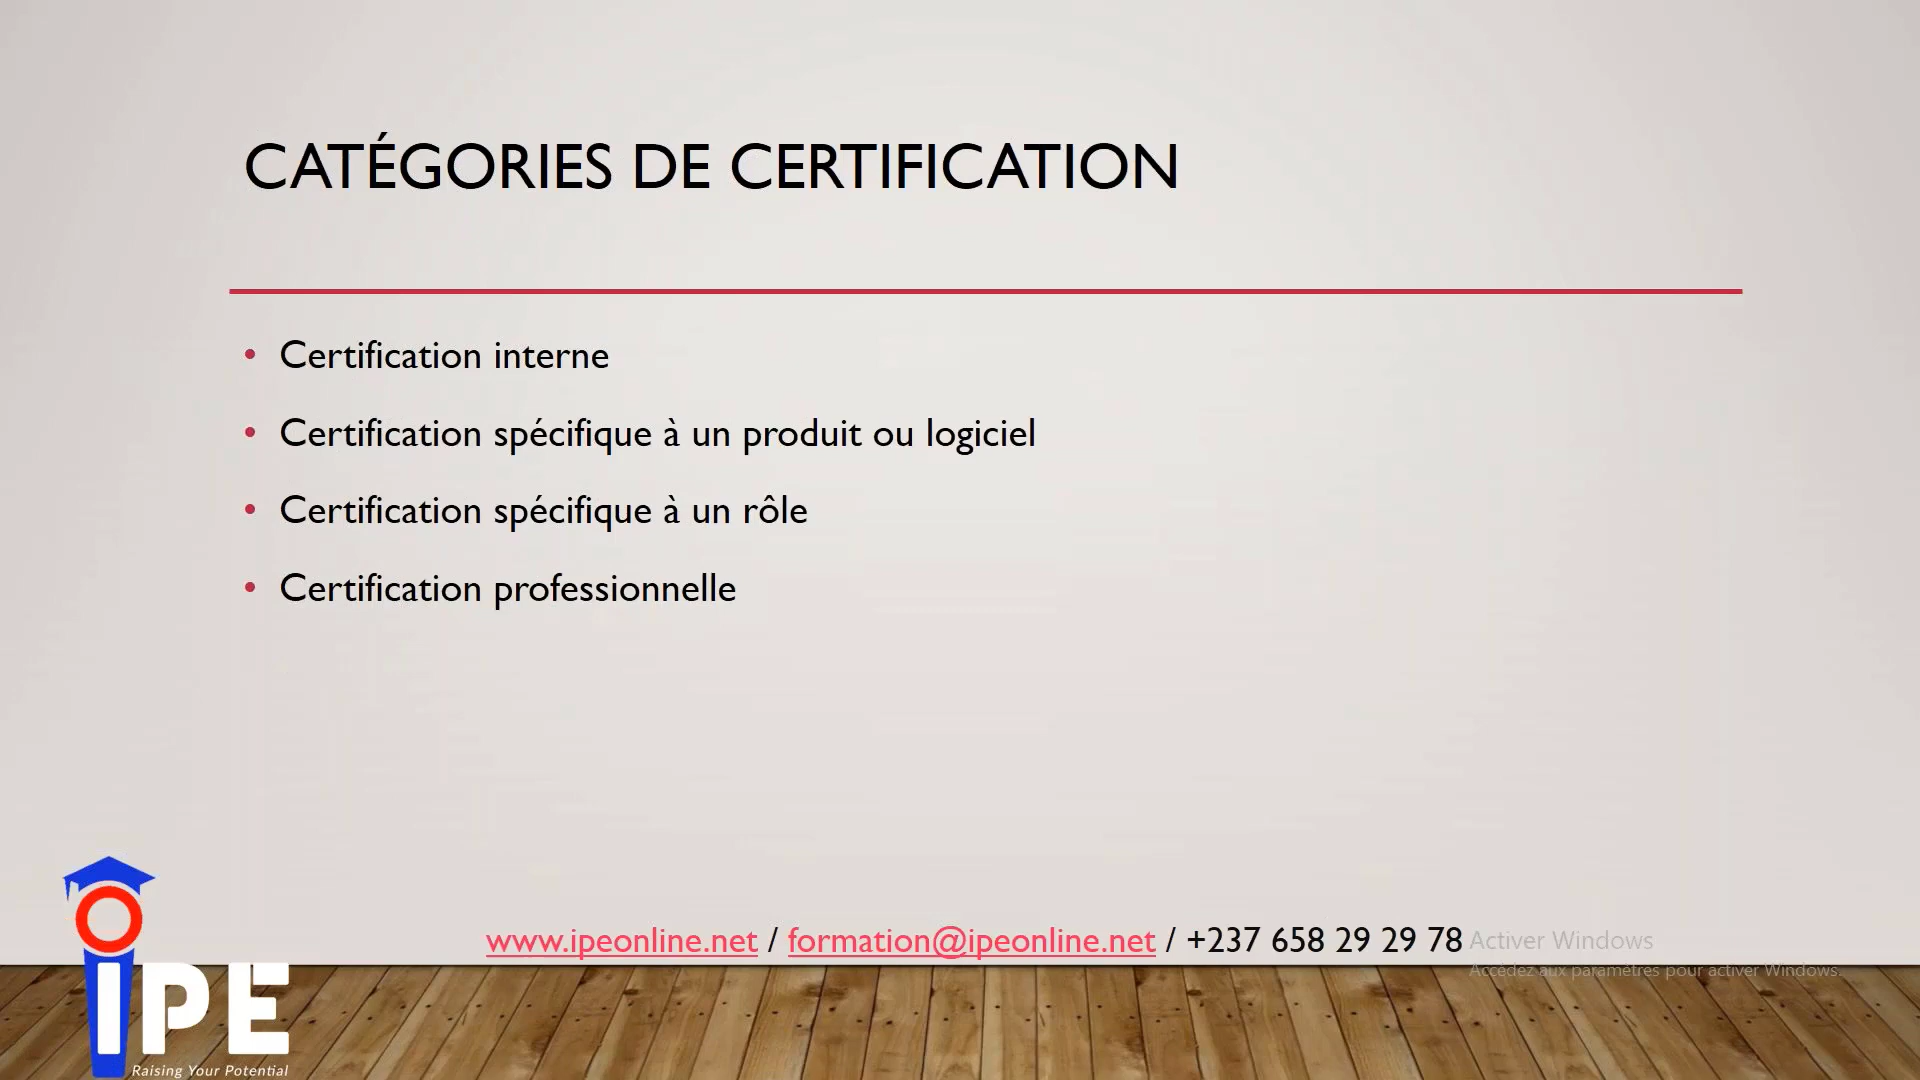 CATÉGORIES DE CERTIFICATION
• Certification interne
• Certification spécifique à un produit ou logiciel
• Certification spécifique à un rôle
• Certification professionnelle
www.ipeonline.net / formation@ipeonline.net / +237 658 29 29 78
Activer Windows
Accédez aux paramètres pour activer Windows.
iPE
Raising Your Potential